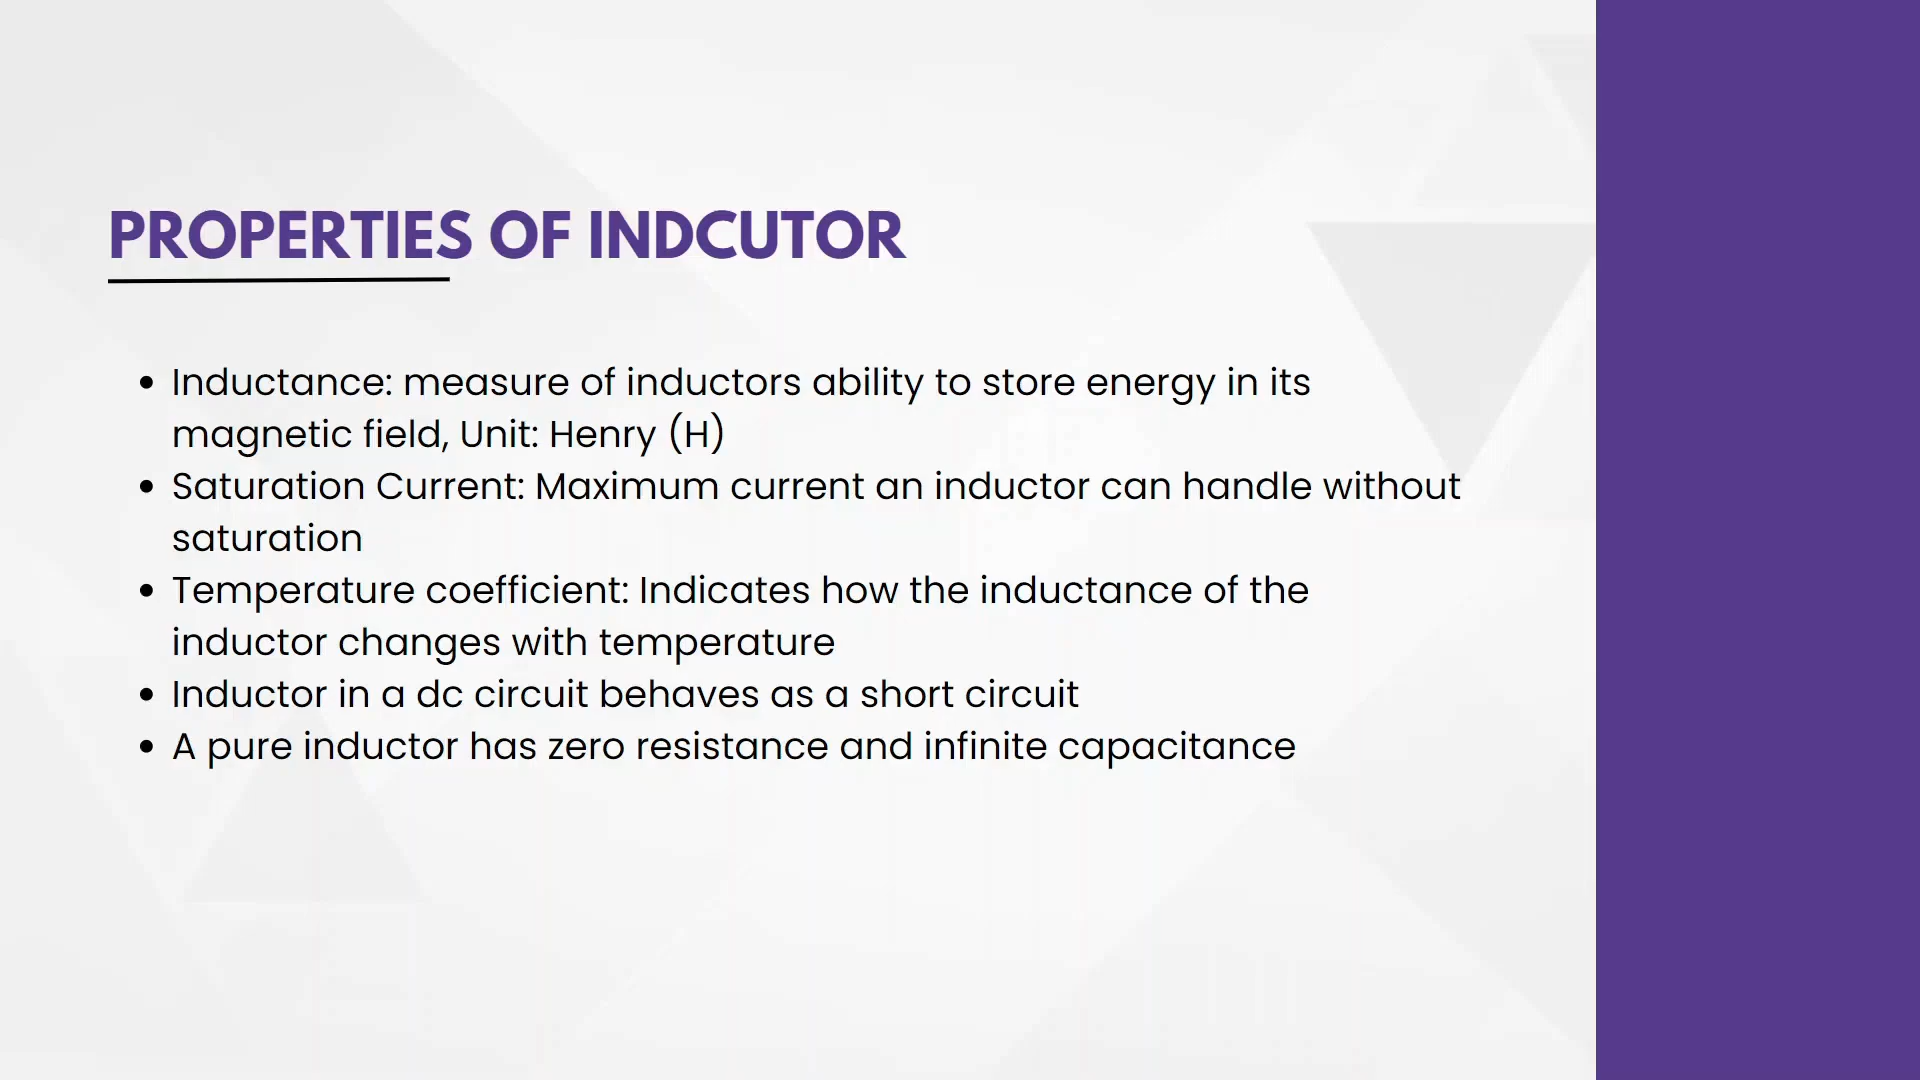 PROPERTIES OF INDCUTOR
• Inductance: measure of inductors ability to store energy in its
magnetic field, Unit: Henry (H)
• Saturation Current: Maximum current an inductor can handle without
saturation
• Temperature coefficient: Indicates how the inductance of the
inductor changes with temperature
• Inductor in a dc circuit behaves as a short circuit
• A pure inductor has zero resistance and infinite capacitance